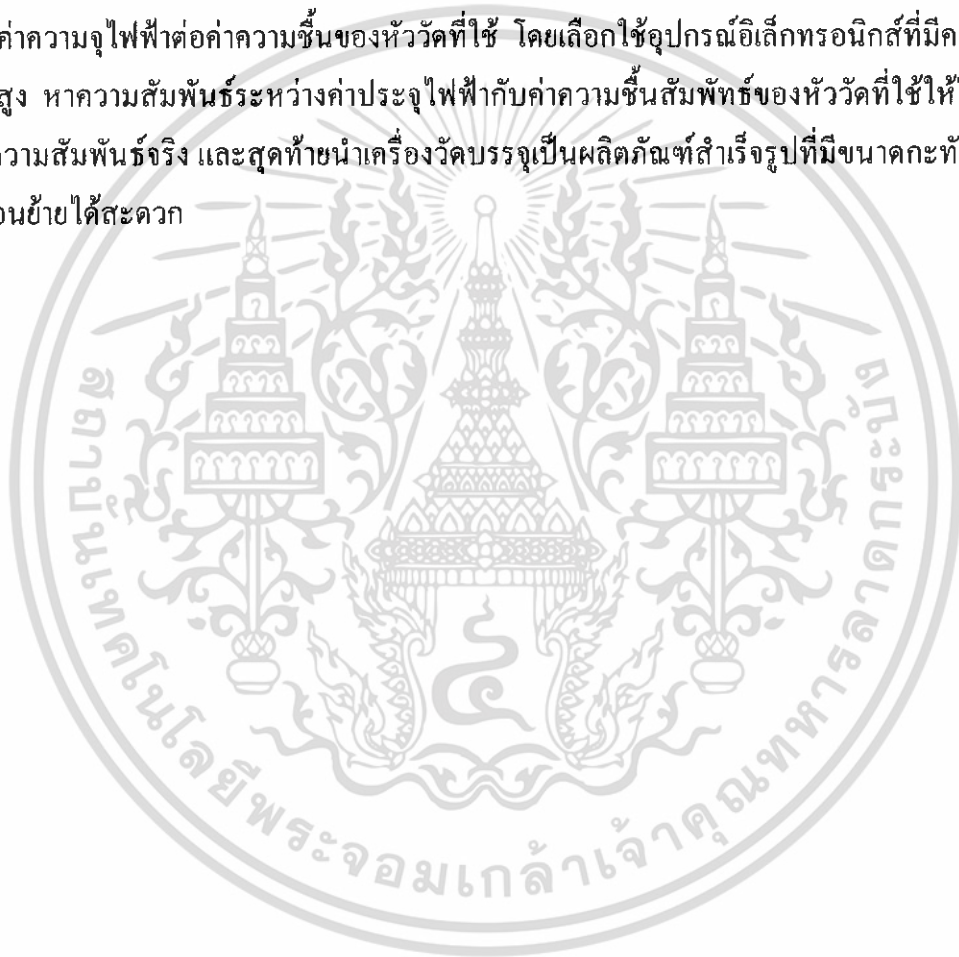 ค่าความจุไฟฟ้าต่อค่าความชื้นของหัววัดที่ใช้ โดยเลือกใช้อุปกรณ์อิเล็กทรอนิกส์ที่มีค
สูง หาความสัมพันธ์ระหว่างค่าประจุไฟฟ้ากับค่าความชื้นสัมพัทธ์ของหัววัดที่ใช้ให้
ความสัมพันธ์จริง และสุดท้ายนำเครื่องวัดบรรจุเป็นผลิตภัณฑ์สำเร็จรูปที่มีขนาดกะทั
อนย้ายได้สะดวก
สถาบันเทคโนโลยีพระจอมเกล้าเจ้าคุณทหารลาดกระบัง